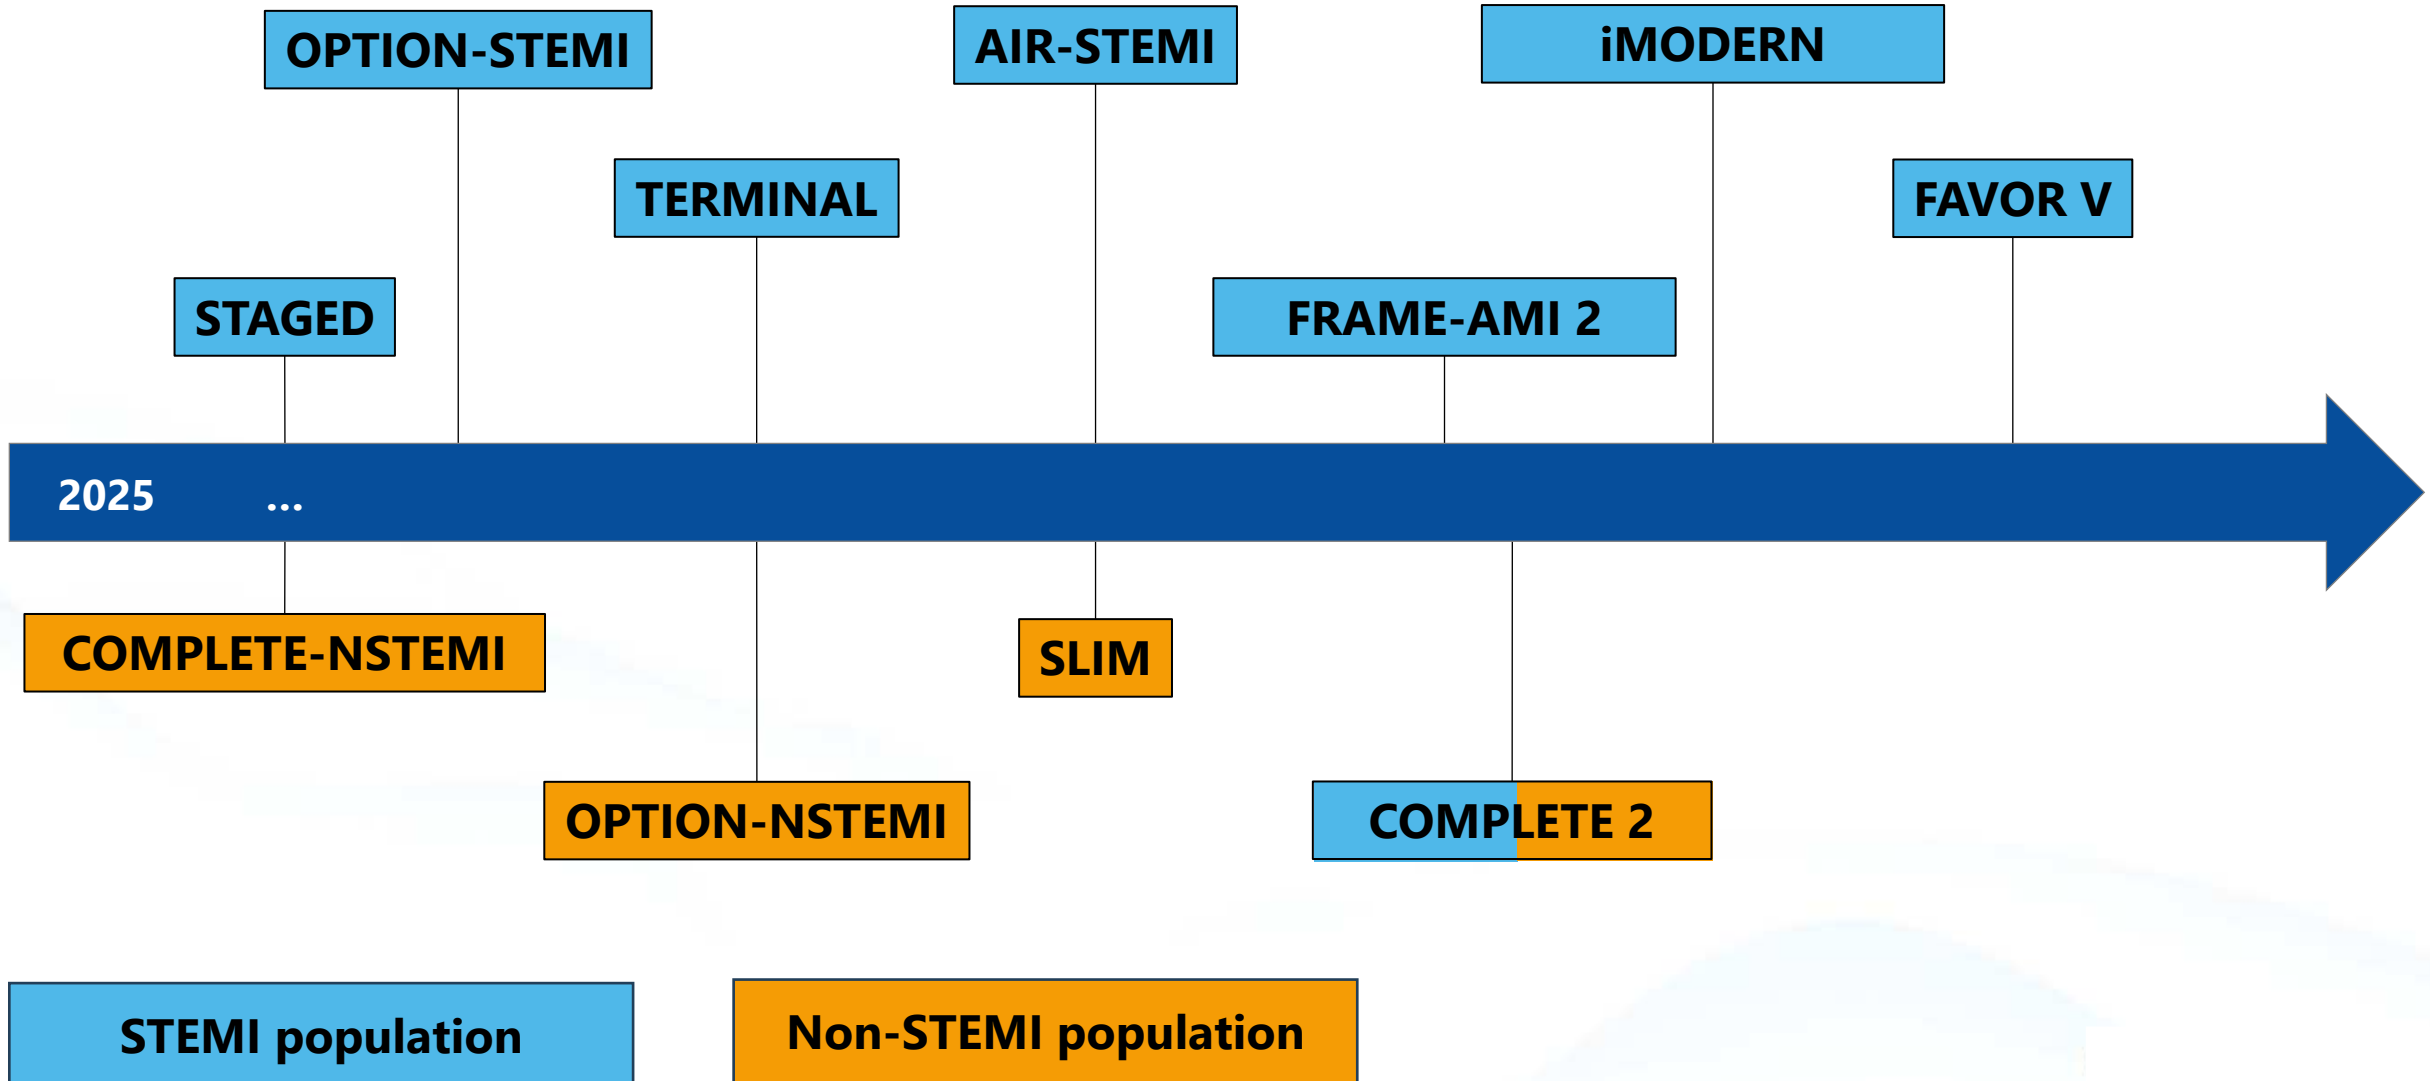 OPTION-STEMI
AIR-STEMI
iMODERN
TERMINAL
FAVOR V
STAGED
FRAME-AMI 2
2025 ...
COMPLETE-NSTEMI
SLIM
OPTION-NSTEMI
COMPLETE 2
STEMI population
Non-STEMI population